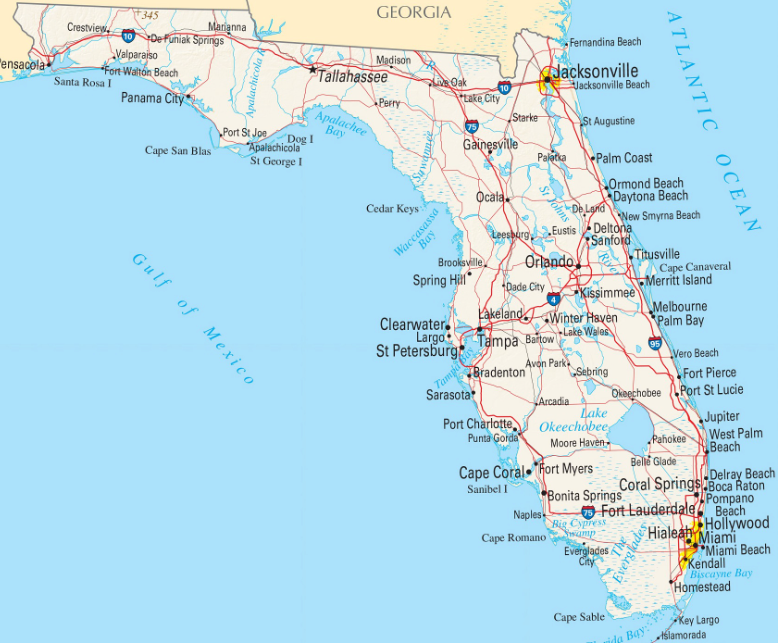 GEORGIA
345
Crestview
10
De Funiak Springs
Marianna
Fernandina Beach
Pensacola
Valparaiso
Madison
Jacksonville
Santa Rosa I
Fort Walton Beach
Tallahassee
Live Oak
10
Jacksonville Beach
Panama City
Apalachicola R
Perry
Lake City
Apalachee
Bay
Starke
St Augustine
75
Port St Joe
Dog I
Gainesville
Cape San Blas
Apalachicola
St George I
Suwannee
Palatka
Palm Coast
ATLANTIC OCEAN
Ocala
St Johns
River
Ormond Beach
Daytona Beach
Cedar Keys
De Land
New Smyrna Beach
Waccasassa
Bay
Leesburg
Eustis
Deltona
Sanford
Titusville
Brooksville
Orlando
Cape Canaveral
Spring Hill
Merritt Island
Gulf of Mexico
Dade City
4
Kissimmee
Lakeland
Winter Haven
Melbourne
Palm Bay
Clearwater
Largo
Tampa
Bartow
Lake Wales
95
St Petersburg
Vero Beach
Tampa Bay
Bradenton
Avon Park
Sebring
Fort Pierce
Sarasota
Arcadia
Okeechobee
Port St Lucie
Lake
Okeechobee
Jupiter
Port Charlotte
Punta Gorda
Moore Haven
Pahokee
West Palm
Beach
Belle Glade
Cape Coral
Fort Myers
Delray Beach
Sanibel I
Coral Springs
Boca Raton
Bonita Springs
Pompano
Beach
Naples
75
Fort Lauderdale
Big Cypress
Swamp
Hollywood
Cape Romano
Hialeah
Miami
Everglades
City
The
Everglades
Miami Beach
Kendall
Biscayne Bay
Homestead
Cape Sable
Key Largo
Florida Bay
Islamorada